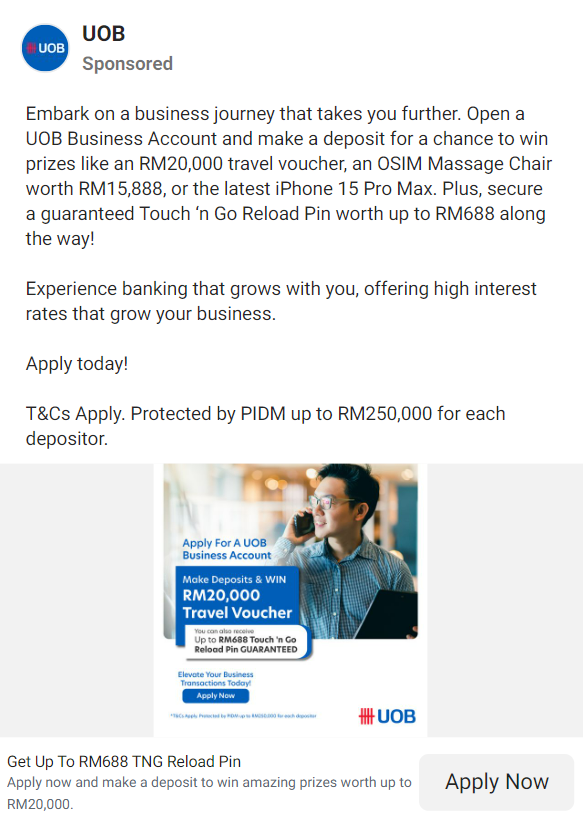 UOB
UOB
Sponsored
Embark on a business journey that takes you further. Open a
UOB Business Account and make a deposit for a chance to win
prizes like an RM20,000 travel voucher, an OSIM Massage Chair
worth RM15,888, or the latest iPhone 15 Pro Max. Plus, secure
a guaranteed Touch ‘n Go Reload Pin worth up to RM688 along
the way!
Experience banking that grows with you, offering high interest
rates that grow your business.
Apply today!
T&Cs Apply. Protected by PIDM up to RM250,000 for each
depositor.
Apply For A UOB
Business Account
Make Deposits & WIN
RM20,000
Travel Voucher
You can also receive
Up to RM688 Touch 'n Go
Reload Pin GUARANTEED
Elevate Your Business
Transactions Today!
Apply Now
*T&Cs Apply. Protected by PIDM up to RM250,000 for each depositor
UOB
Get Up To RM688 TNG Reload Pin
Apply now and make a deposit to win amazing prizes worth up to
RM20,000.
Apply Now